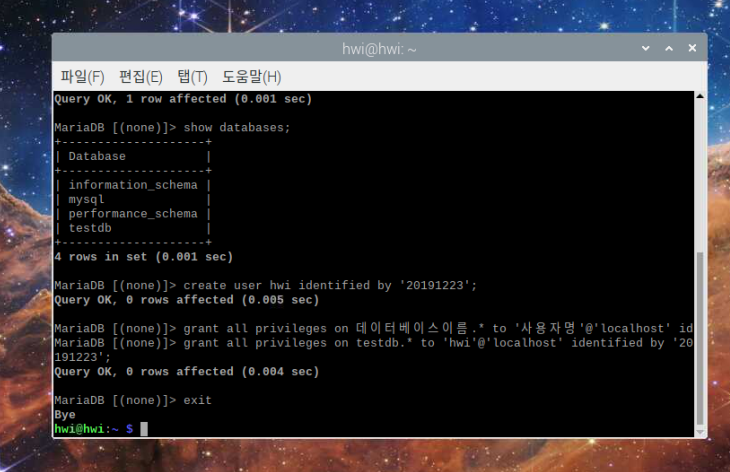 hwi@hwi: ~
파일(F) 편집(E) 탭(T) 도움말(H)
Query OK, 1 row affected (0.001 sec)
MariaDB [(none)]> show databases;
+--------------------+
| Database           |
+--------------------+
| information_schema |
| mysql              |
| performance_schema |
| testdb             |
+--------------------+
4 rows in set (0.001 sec)
MariaDB [(none)]> create user hwi identified by '20191223';
Query OK, 0 rows affected (0.005 sec)
MariaDB [(none)]> grant all privileges on 데이터베이스이름.* to '사용자명'@'localhost' id
MariaDB [(none)]> grant all privileges on testdb.* to 'hwi'@'localhost' identified by '20
191223';
Query OK, 0 rows affected (0.004 sec)
MariaDB [(none)]> exit
Bye
hwi@hwi:~ $